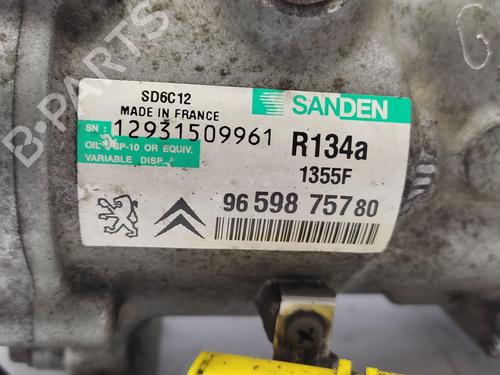 B-PARTS
SD6C12
MADE IN FRANCE
SANDEN
SN : 12931509961
OIL : SP-10 OR EQUIV.
VARIABLE DISP.
R134a
1355F
96 598 757 80